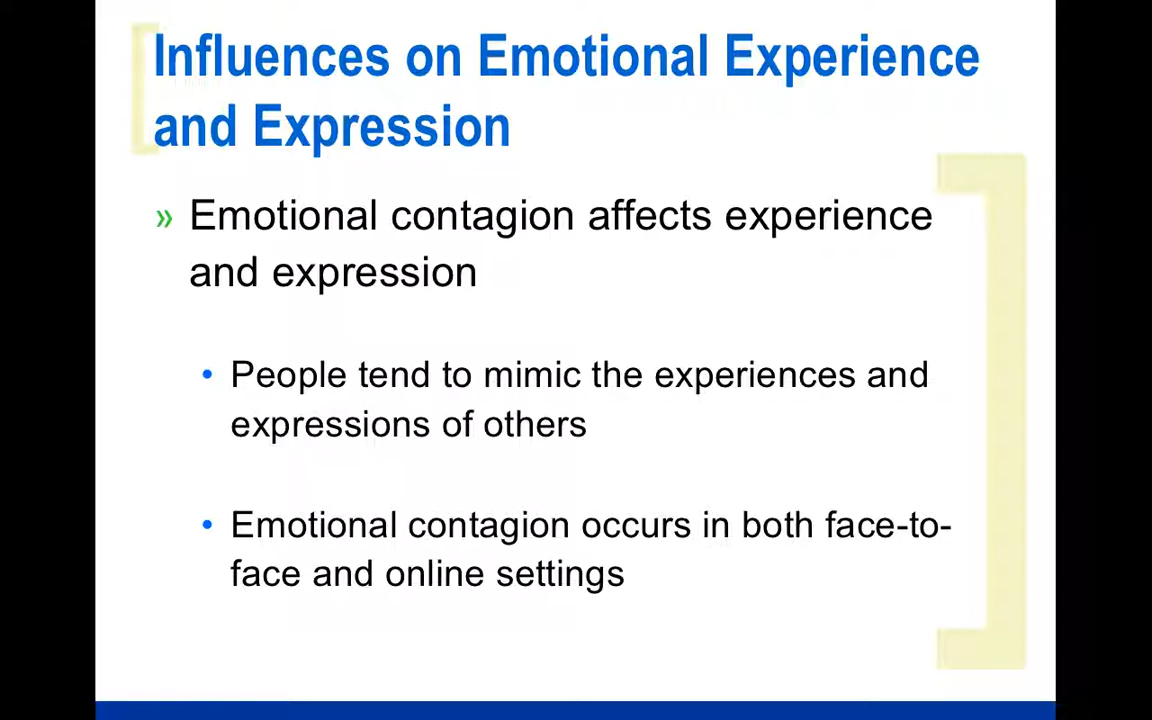 Influences on Emotional Experience
and Expression
» Emotional contagion affects experience
and expression
• People tend to mimic the experiences and
expressions of others
• Emotional contagion occurs in both face-to-
face and online settings